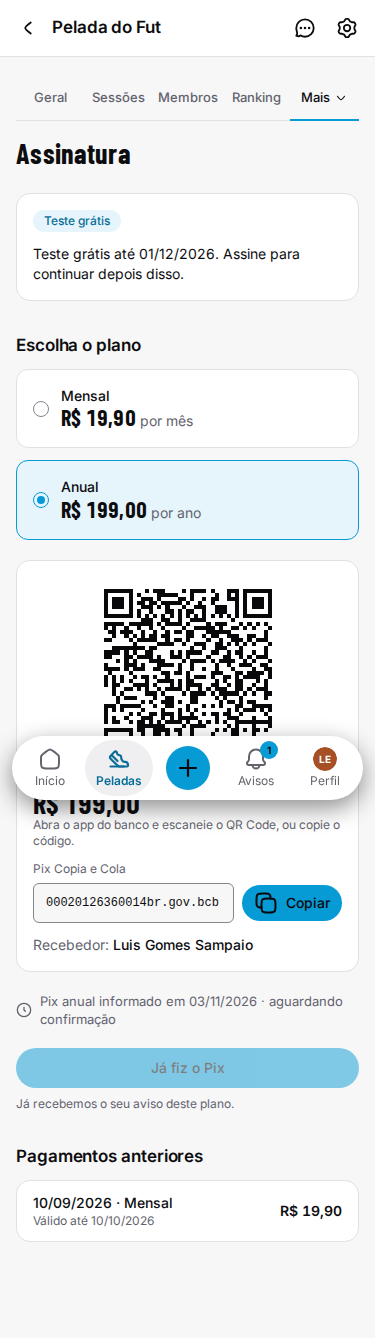 Pelada do Fut
Geral
Sessões
Membros
Ranking
Mais
Assinatura
Teste grátis
Teste grátis até 01/12/2026. Assine para
continuar depois disso.
Escolha o plano
Mensal
R$ 19,90 por mês
Anual
R$ 199,00 por ano
Início
Peladas
1
Avisos
LE
Perfil
R$ 199,00
Abra o app do banco e escaneie o QR Code, ou copie o
código.
Pix Copia e Cola
00020126360014br.gov.bcb
Copiar
Recebedor: Luis Gomes Sampaio
Pix anual informado em 03/11/2026 · aguardando
confirmação
Já fiz o Pix
Já recebemos o seu aviso deste plano.
Pagamentos anteriores
10/09/2026 · Mensal
R$ 19,90
Válido até 10/10/2026